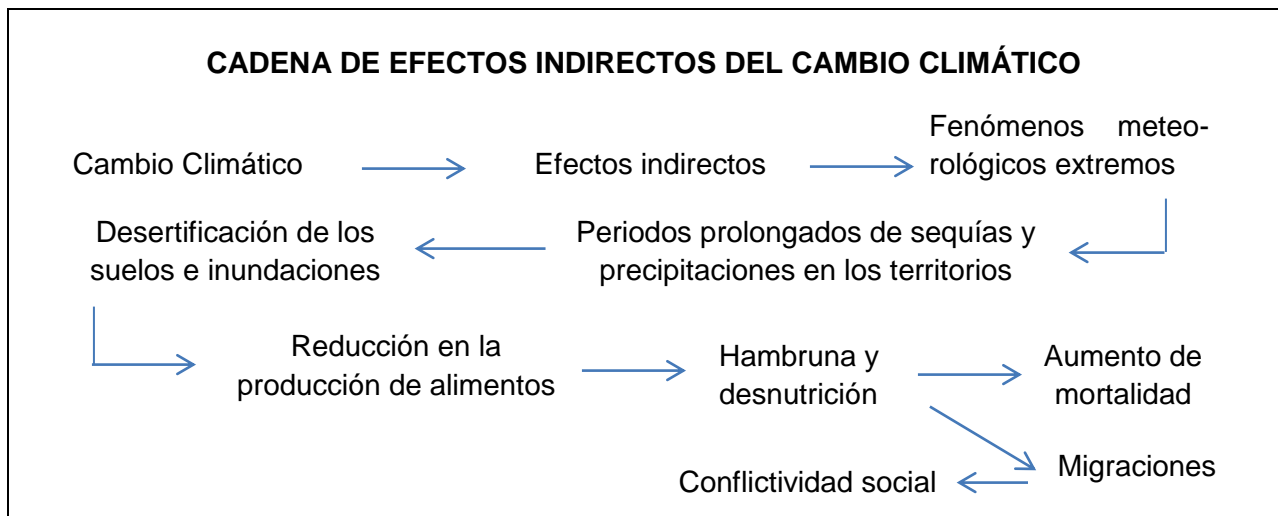 CADENA DE EFECTOS INDIRECTOS DEL CAMBIO CLIMÁTICO
Cambio Climático
Efectos indirectos
Fenómenos meteo-
rológicos extremos
Periodos prolongados de sequías y
precipitaciones en los territorios
Desertificación de los
suelos e inundaciones
Reducción en la
producción de alimentos
Hambruna y
desnutrición
Aumento de
mortalidad
Migraciones
Conflictividad social